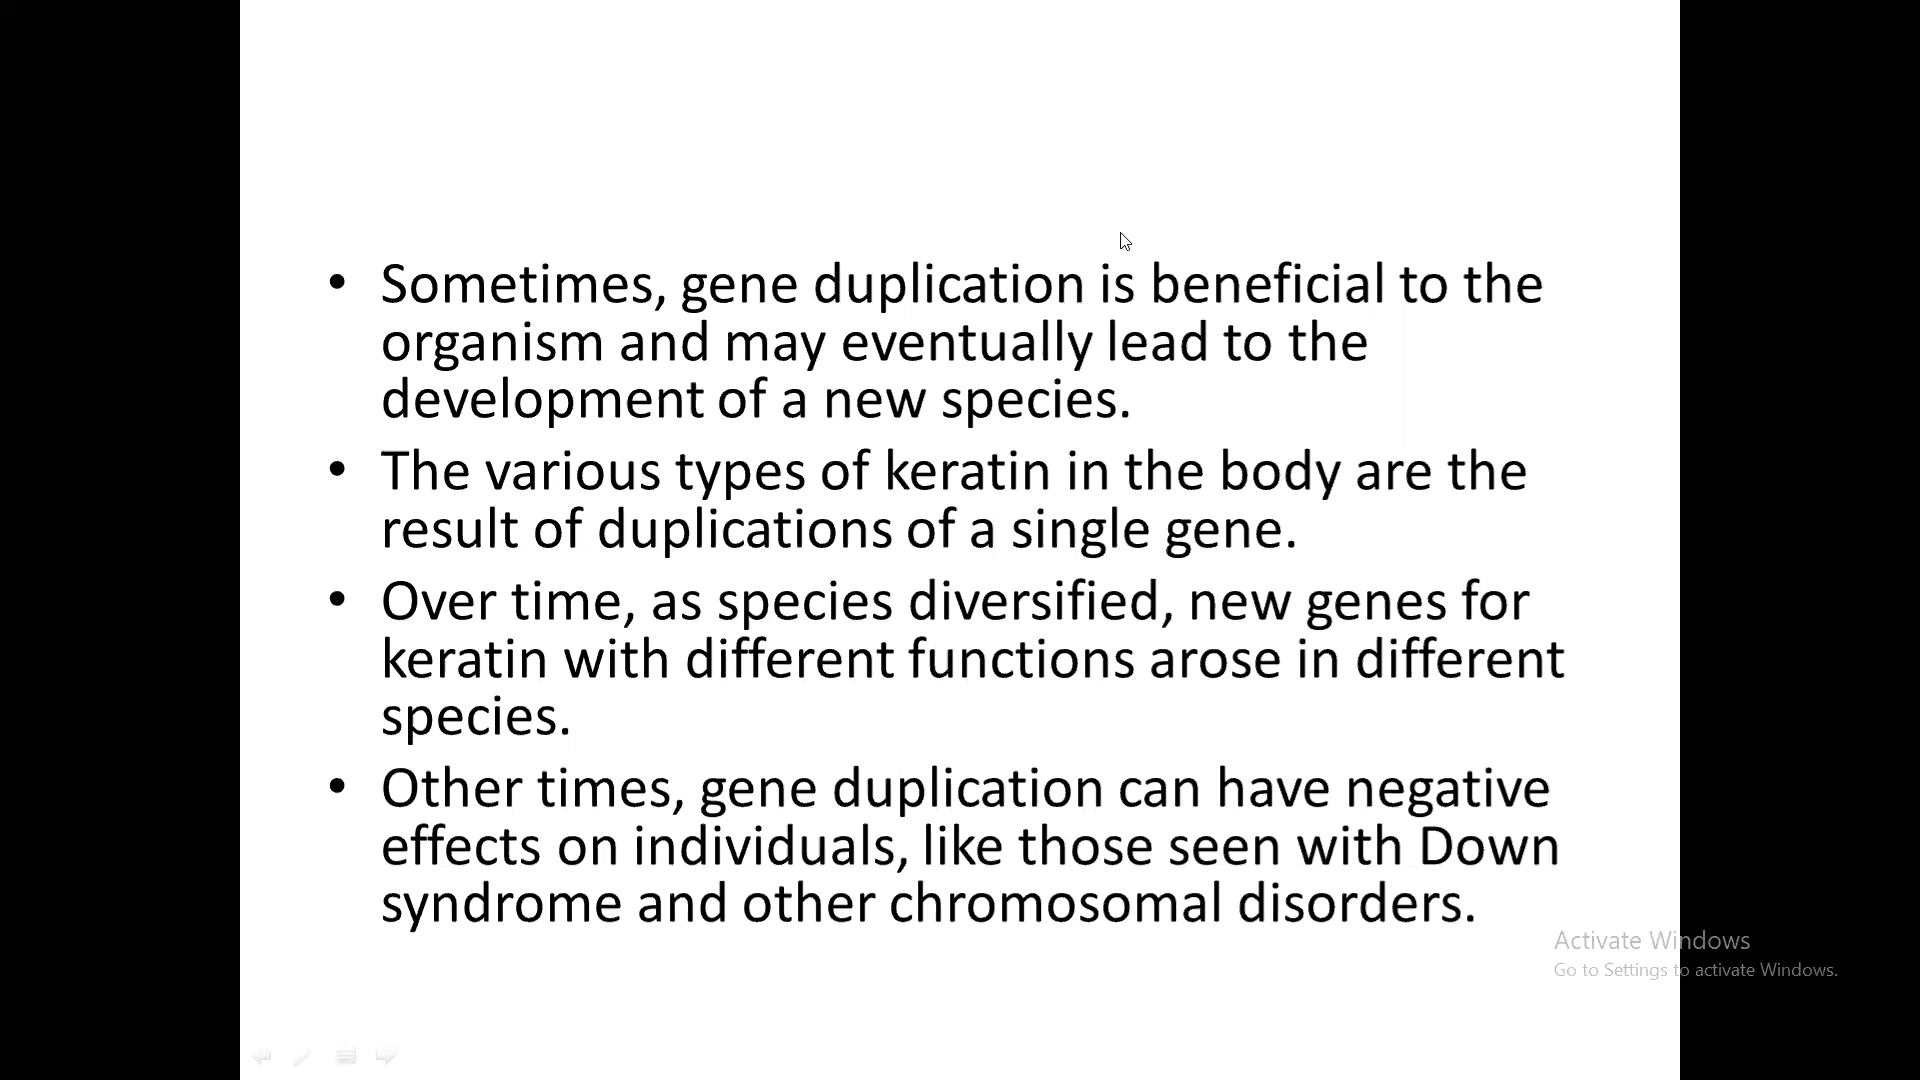 • Sometimes, gene duplication is beneficial to the
organism and may eventually lead to the
development of a new species.
• The various types of keratin in the body are the
result of duplications of a single gene.
• Over time, as species diversified, new genes for
keratin with different functions arose in different
species.
• Other times, gene duplication can have negative
effects on individuals, like those seen with Down
syndrome and other chromosomal disorders.
Activate Windows
Go to Settings to activate Windows.